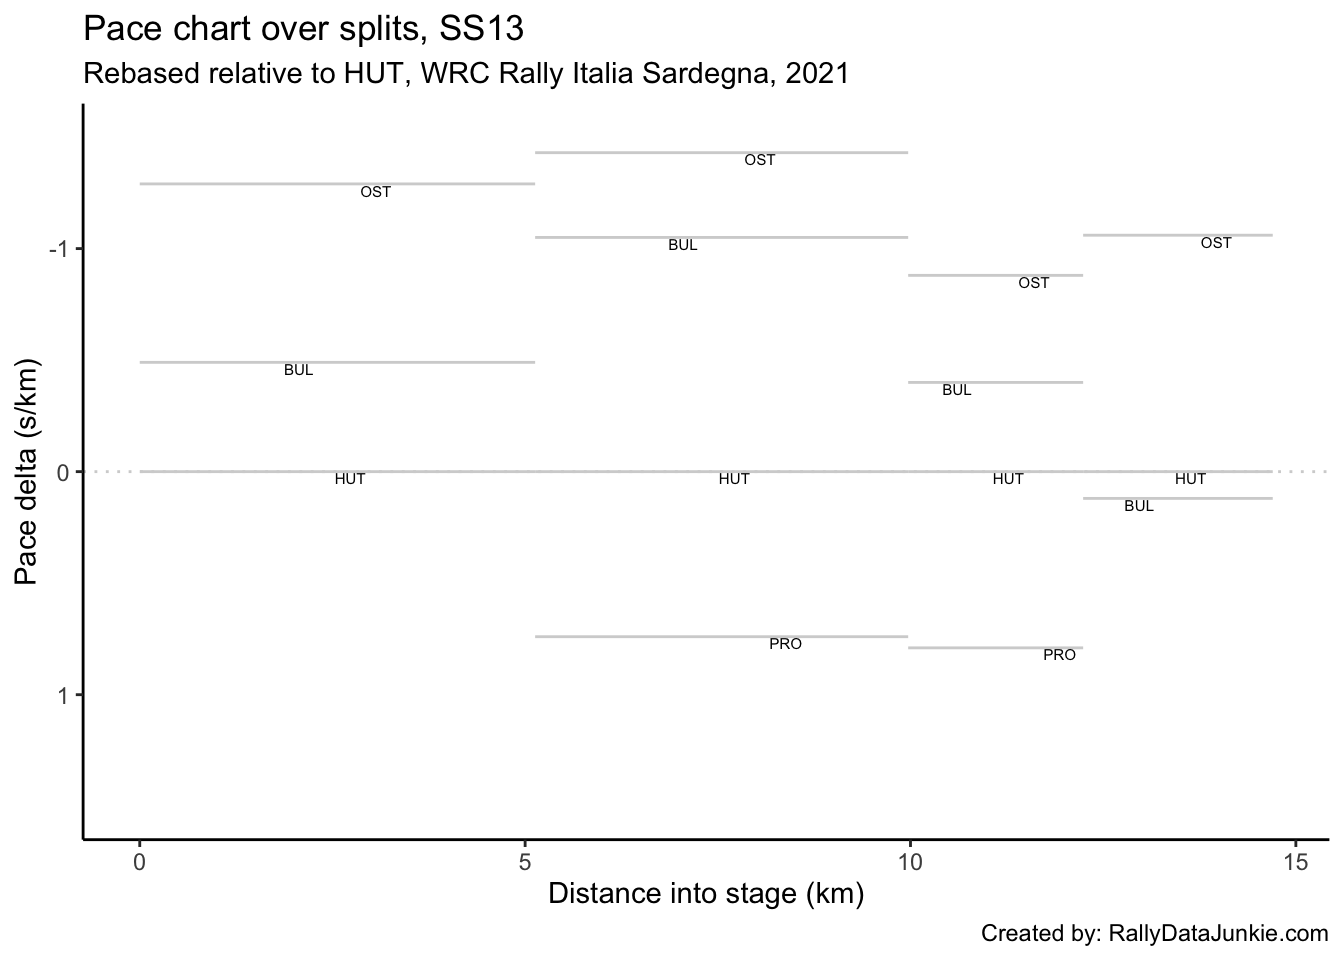 Pace chart over splits, SS13
Rebased relative to HUT, WRC Rally Italia Sardegna, 2021
Pace delta (s/km)
-1
0
1
OST
OST
BUL
OST
OST
BUL
BUL
HUT
HUT
HUT
HUT
BUL
PRO
PRO
0
5
10
15
Distance into stage (km)
Created by: RallyDataJunkie.com